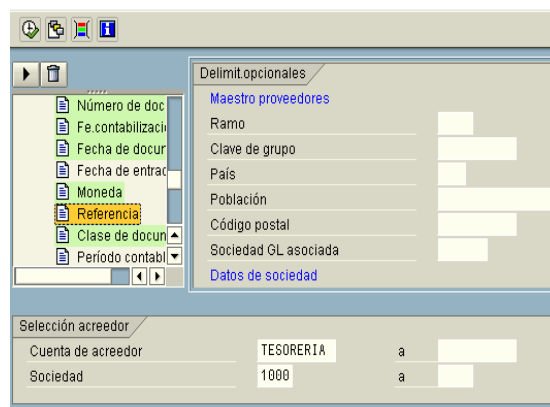 Delimit.opcionales
Número de doc
Fe.contabilizaci
Fecha de docur
Fecha de entrac
Moneda
Referencia
Clase de docun
Período contabl
Maestro proveedores
Ramo
Clave de grupo
País
Población
Código postal
Sociedad GL asociada
Datos de sociedad
Selección acreedor
Cuenta de acreedor TESORERIA a
Sociedad 1000 a